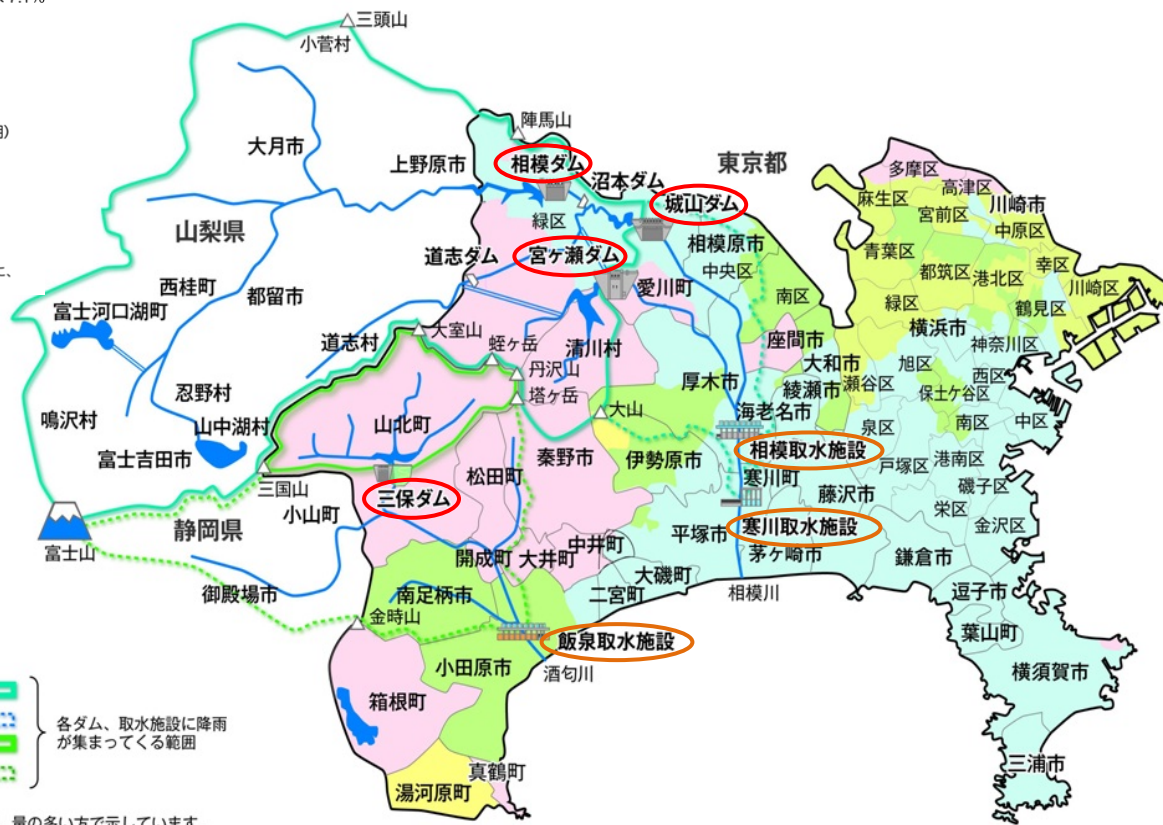 三頭山
小菅村
陣馬山
大月市
上野原市
相模ダム
沼本ダム
東京都
多摩区
高津区
麻生区
川崎市
宮前区
中原区
城山ダム
緑区
相模原市
山梨県
道志ダム
宮ヶ瀬ダム
中央区
青葉区
都筑区
港北区
幸区
川崎区
西桂町
都留市
愛川町
南区
緑区
鶴見区
富士河口湖町
横浜市
道志村
大室山
蛭ヶ岳
清川村
座間市
神奈川区
丹沢山
大和市
旭区
西区
忍野村
塔ヶ岳
厚木市
綾瀬市
瀬谷区
保土ケ谷区
鳴沢村
山中湖村
山北町
大山
海老名市
泉区
南区
中区
富士吉田市
秦野市
伊勢原市
相模取水施設
戸塚区
港南区
三国山
松田町
寒川町
磯子区
三保ダム
藤沢市
栄区
小山町
静岡県
平塚市
寒川取水施設
金沢区
富士山
開成町
大井町
中井町
茅ヶ崎市
鎌倉市
大磯町
御殿場市
南足柄市
二宮町
相模川
逗子市
金時山
葉山町
飯泉取水施設
小田原市
酒匂川
横須賀市
箱根町
各ダム、取水施設に降雨
が集まってくる範囲
三浦市
真鶴町
湯河原町
量の多い方で示しています